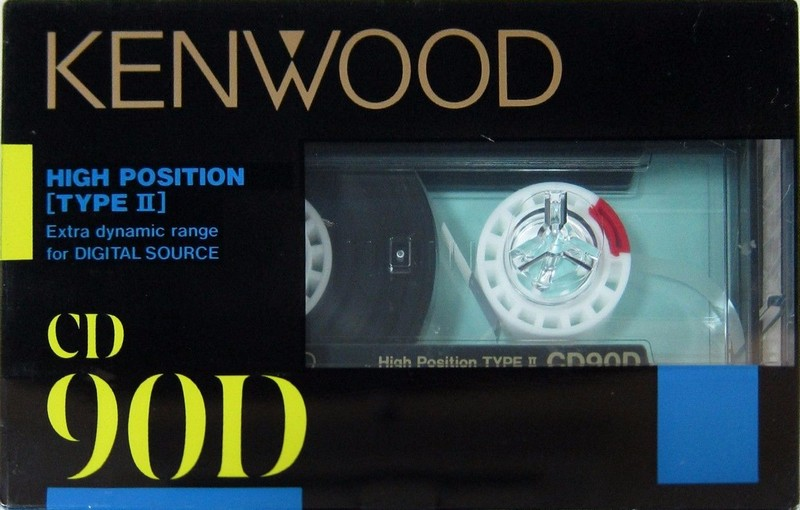 KENWOOD
HIGH POSITION
[TYPE II]
Extra dynamic range
for DIGITAL SOURCE
CD
90D
High Position TYPE II CD90D